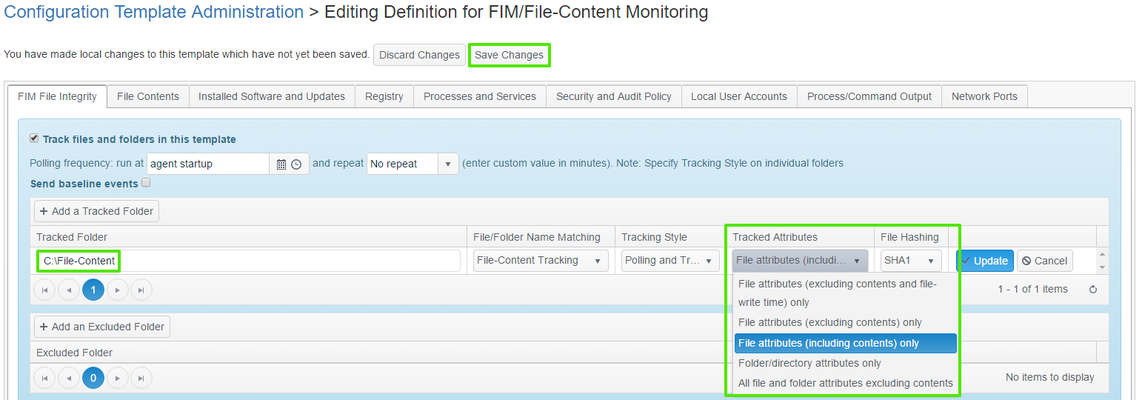 Configuration Template Administration > Editing Definition for FIM/File-Content Monitoring
You have made local changes to this template which have not yet been saved. Discard Changes Save Changes
FIM File Integrity File Contents Installed Software and Updates Registry Processes and Services Security and Audit Policy Local User Accounts Process/Command Output Network Ports
Track files and folders in this template
Polling frequency: run at agent startup and repeat No repeat (enter custom value in minutes). Note: Specify Tracking Style on individual folders
Send baseline events
+ Add a Tracked Folder
Tracked Folder File/Folder Name Matching Tracking Style Tracked Attributes File Hashing
C:\File-Content File-Content Tracking Polling and Tr... File attributes (includi... SHA1 Update Cancel
1 1 - 1 of 1 items
File attributes (excluding contents and file-
write time) only
+ Add an Excluded Folder
File attributes (excluding contents) only
File attributes (including contents) only
Excluded Folder
Folder/directory attributes only
0 No items to display
All file and folder attributes excluding contents